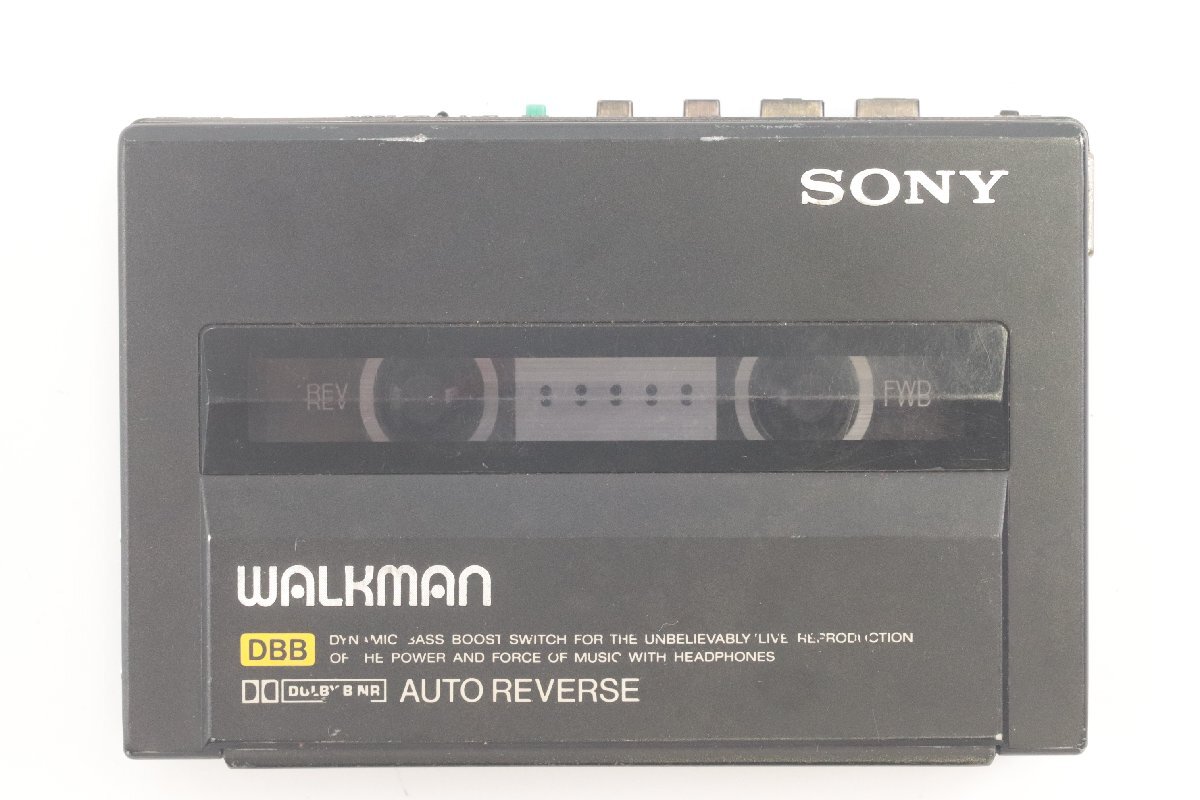 SONY
REV
FWD
WALKMAN
DBB DYNAMIC BASS BOOST SWITCH FOR THE UNBELIEVABLY 'LIVE' REPRODUCTION
OF THE POWER AND FORCE OF MUSIC WITH HEADPHONES
DOLBY B NR AUTO REVERSE